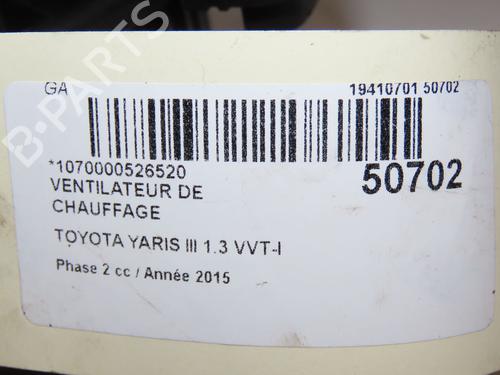 GA 19410701 50702
*1070000526520
50702
VENTILATEUR DE
CHAUFFAGE
TOYOTA YARIS III 1.3 VVT-I
Phase 2 cc / Année 2015
B-PARTS